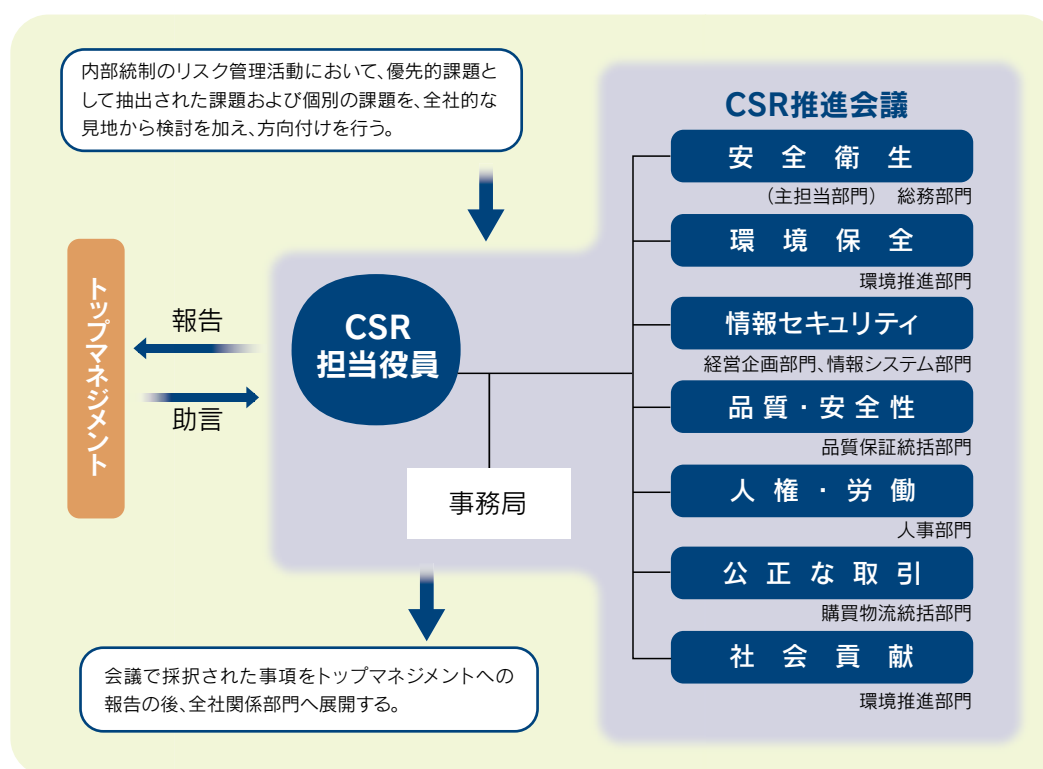 内部統制のリスク管理活動において、優先的課題と
して抽出された課題および個別の課題を、全社的な
見地から検討を加え、方向付けを行う。
トップマネジメント
報告
助言
CSR
担当役員
事務局
会議で採択された事項をトップマネジメントへの
報告の後、全社関係部門へ展開する。
CSR推進会議
安全衛生
（主担当部門）　総務部門
環境保全
環境推進部門
情報セキュリティ
経営企画部門、情報システム部門
品質・安全性
品質保証統括部門
人権・労働
人事部門
公正な取引
購買物流統括部門
社会貢献
環境推進部門